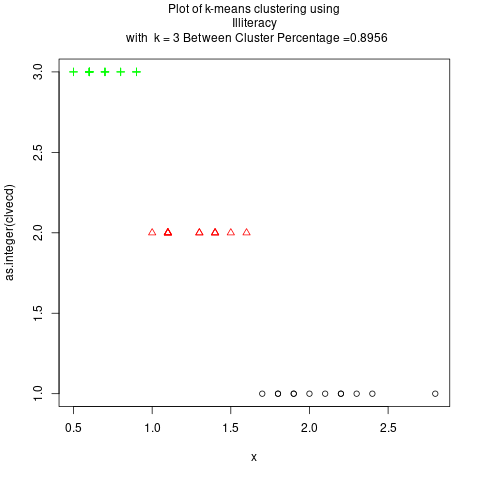 Plot of k-means clustering using
Illiteracy
with  k = 3 Between Cluster Percentage =0.8956
as.integer(clvecd)
3.0
2.5
2.0
1.5
1.0
0.5 1.0 1.5 2.0 2.5
x